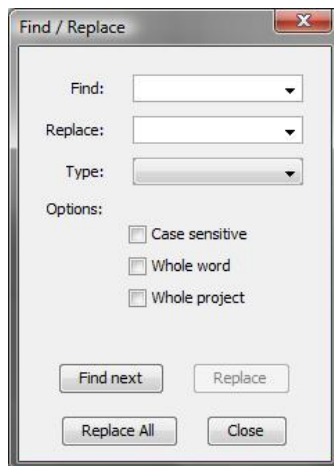 Find / Replace
Find:
Replace:
Type:
Options:
Case sensitive
Whole word
Whole project
Find next Replace
Replace All Close